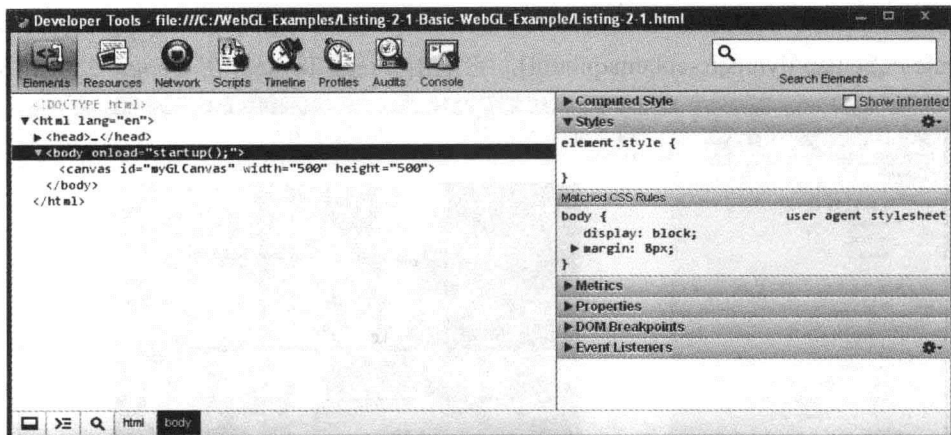 Developer Tools - file:///C:/WebGL-Examples/Listing-2-1-Basic-WebGL-Example/Listing-2-1.html
Elements Resources Network Scripts Timeline Profiles Audits Console
Search Elements
<!DOCTYPE html>
▼<html lang="en">
▶<head>…</head>
▼<body onload="startup();">
<canvas id="myGLCanvas" width="500" height="500">
</body>
</html>
▶ Computed Style Show inherited
▼ Styles
element.style {
}
Matched CSS Rules
body { user agent stylesheet
display: block;
▶ margin: 8px;
}
▶ Metrics
▶ Properties
▶ DOM Breakpoints
▶ Event Listeners
html body